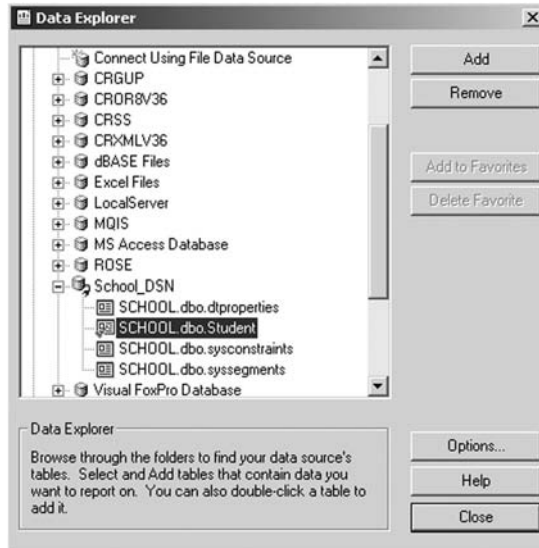 Data Explorer
Connect Using File Data Source
CRGUP
CROR8V36
CRSS
CRXMLV36
dBASE Files
Excel Files
LocalServer
MQIS
MS Access Database
ROSE
School_DSN
SCHOOL.dbo.dtproperties
SCHOOL.dbo.Student
SCHOOL.dbo.sysconstraints
SCHOOL.dbo.syssegments
Visual FoxPro Database
Add
Remove
Add to Favorites
Delete Favorite
Data Explorer
Browse through the folders to find your data source's
tables. Select and Add tables that contain data you
want to report on. You can also double-click a table to
add it.
Options...
Help
Close